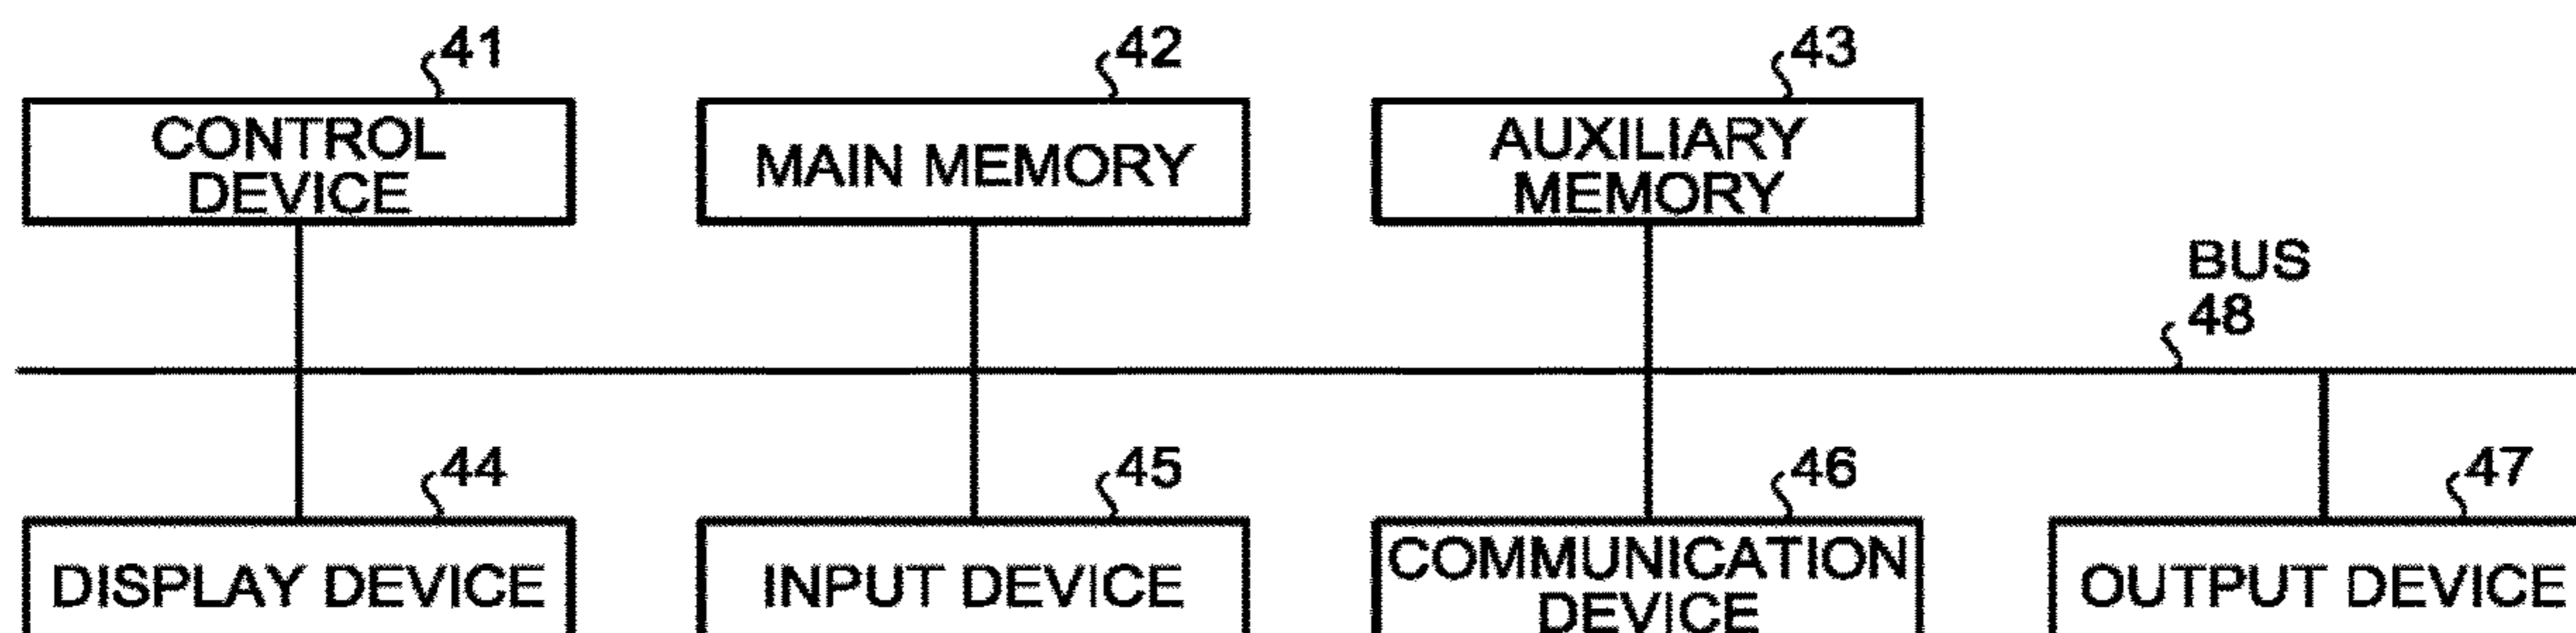 41
42
43
CONTROL
DEVICE
MAIN MEMORY
AUXILIARY
MEMORY
BUS
48
44
45
46
47
DISPLAY DEVICE
INPUT DEVICE
COMMUNICATION
DEVICE
OUTPUT DEVICE